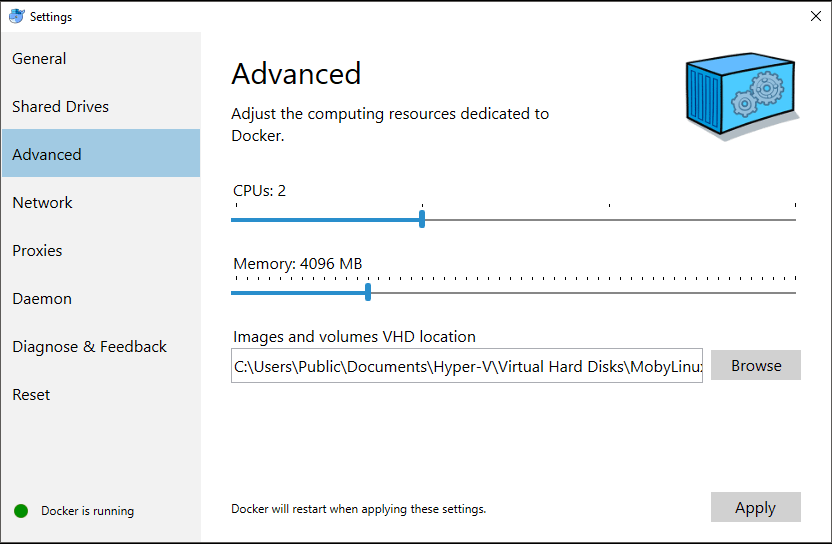 Settings
General
Shared Drives
Advanced
Network
Proxies
Daemon
Diagnose & Feedback
Reset
Docker is running
Advanced
Adjust the computing resources dedicated to
Docker.
CPUs: 2
Memory: 4096 MB
Images and volumes VHD location
C:\Users\Public\Documents\Hyper-V\Virtual Hard Disks\MobyLinux
Browse
Docker will restart when applying these settings.
Apply